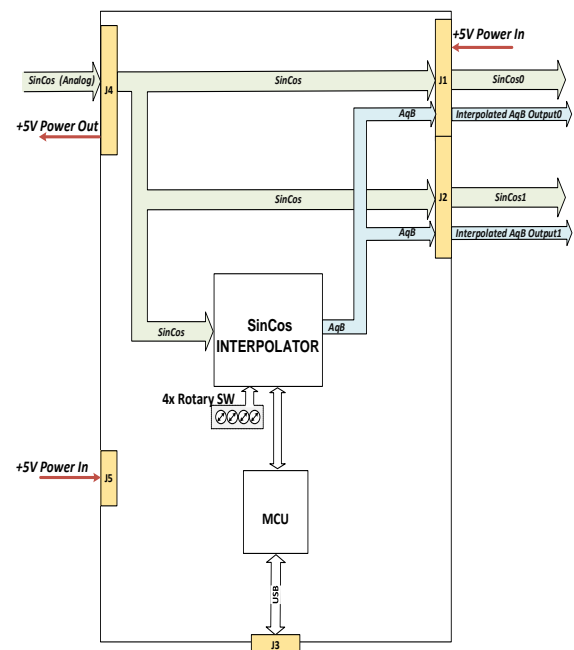 +5V Power In
SinCos (Analog)
J4
SinCos
J1
SinCos0
+5V Power Out
AqB
Interpolated AqB Output0
SinCos
J2
SinCos1
AqB
Interpolated AqB Output1
SinCos
SinCos
INTERPOLATOR
AqB
4x Rotary SW
+5V Power In
J5
MCU
USB
J3